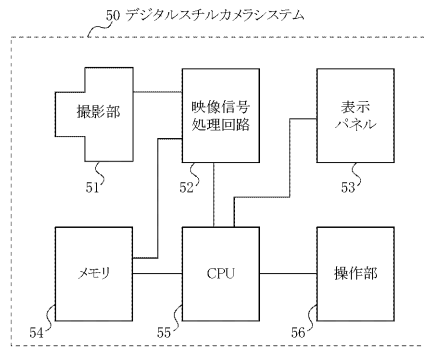 50 デジタルスチルカメラシステム
撮影部
51
映像信号
処理回路
52
表示
パネル
53
メモリ
54
CPU
55
操作部
56